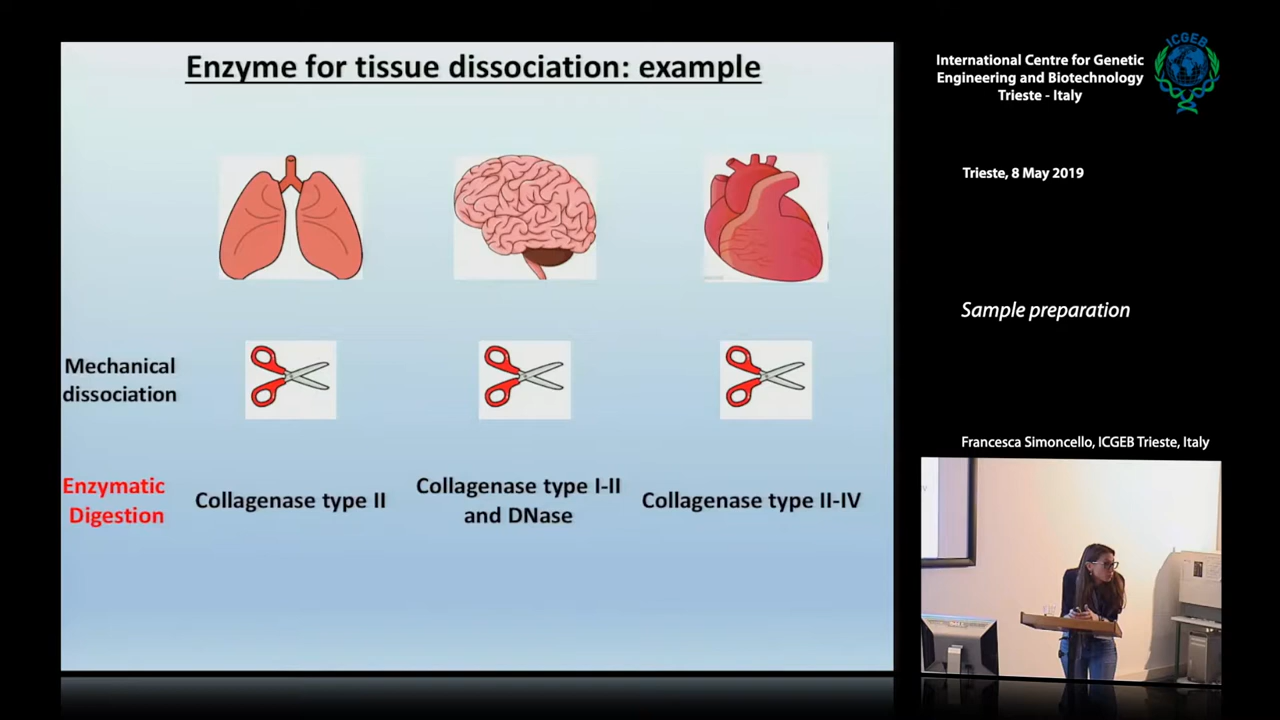 Enzyme for tissue dissociation: example
Mechanical
dissociation
Enzymatic
Digestion
Collagenase type II
Collagenase type I-II
and DNase
Collagenase type II-IV
International Centre for Genetic
Engineering and Biotechnology
Trieste - Italy
ICGEB
Trieste, 8 May 2019
Sample preparation
Francesca Simoncello, ICGEB Trieste, Italy